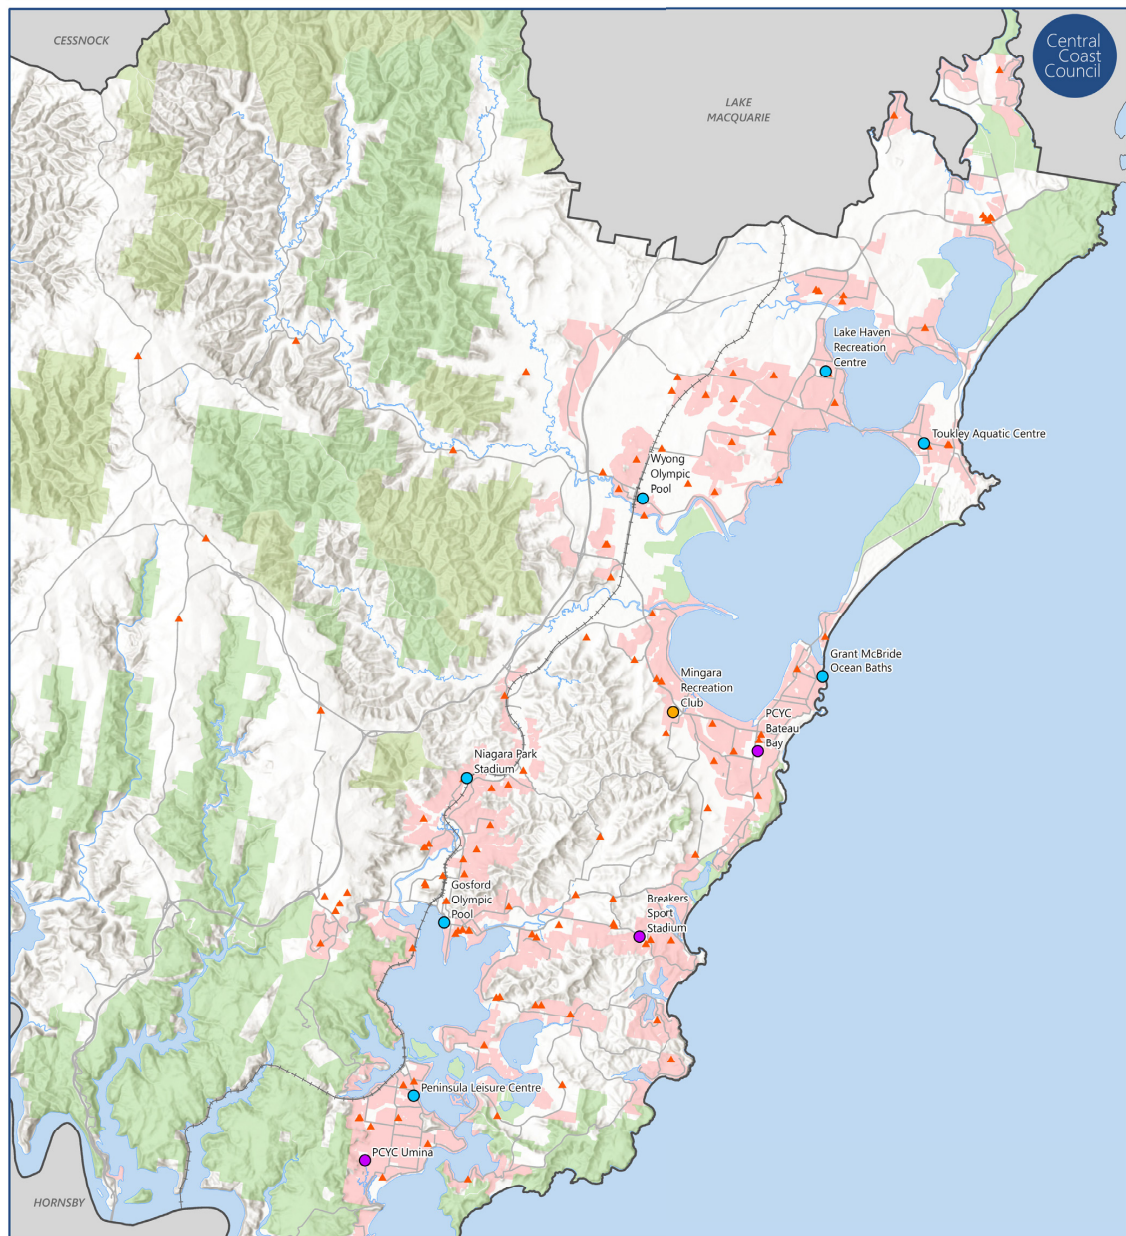 CESSNOCK
Central
Coast
Council
LAKE
MACQUARIE
Lake Haven
Recreation
Centre
Toukley Aquatic Centre
Wyong
Olympic
Pool
Grant McBride
Ocean Baths
Mingara
Recreation
Club
PCYC
Bateau
Bay
Niagara Park
Stadium
Gosford
Olympic
Pool
Breakers
Sport
Stadium
Peninsula Leisure Centre
PCYC Umina
HORNSBY